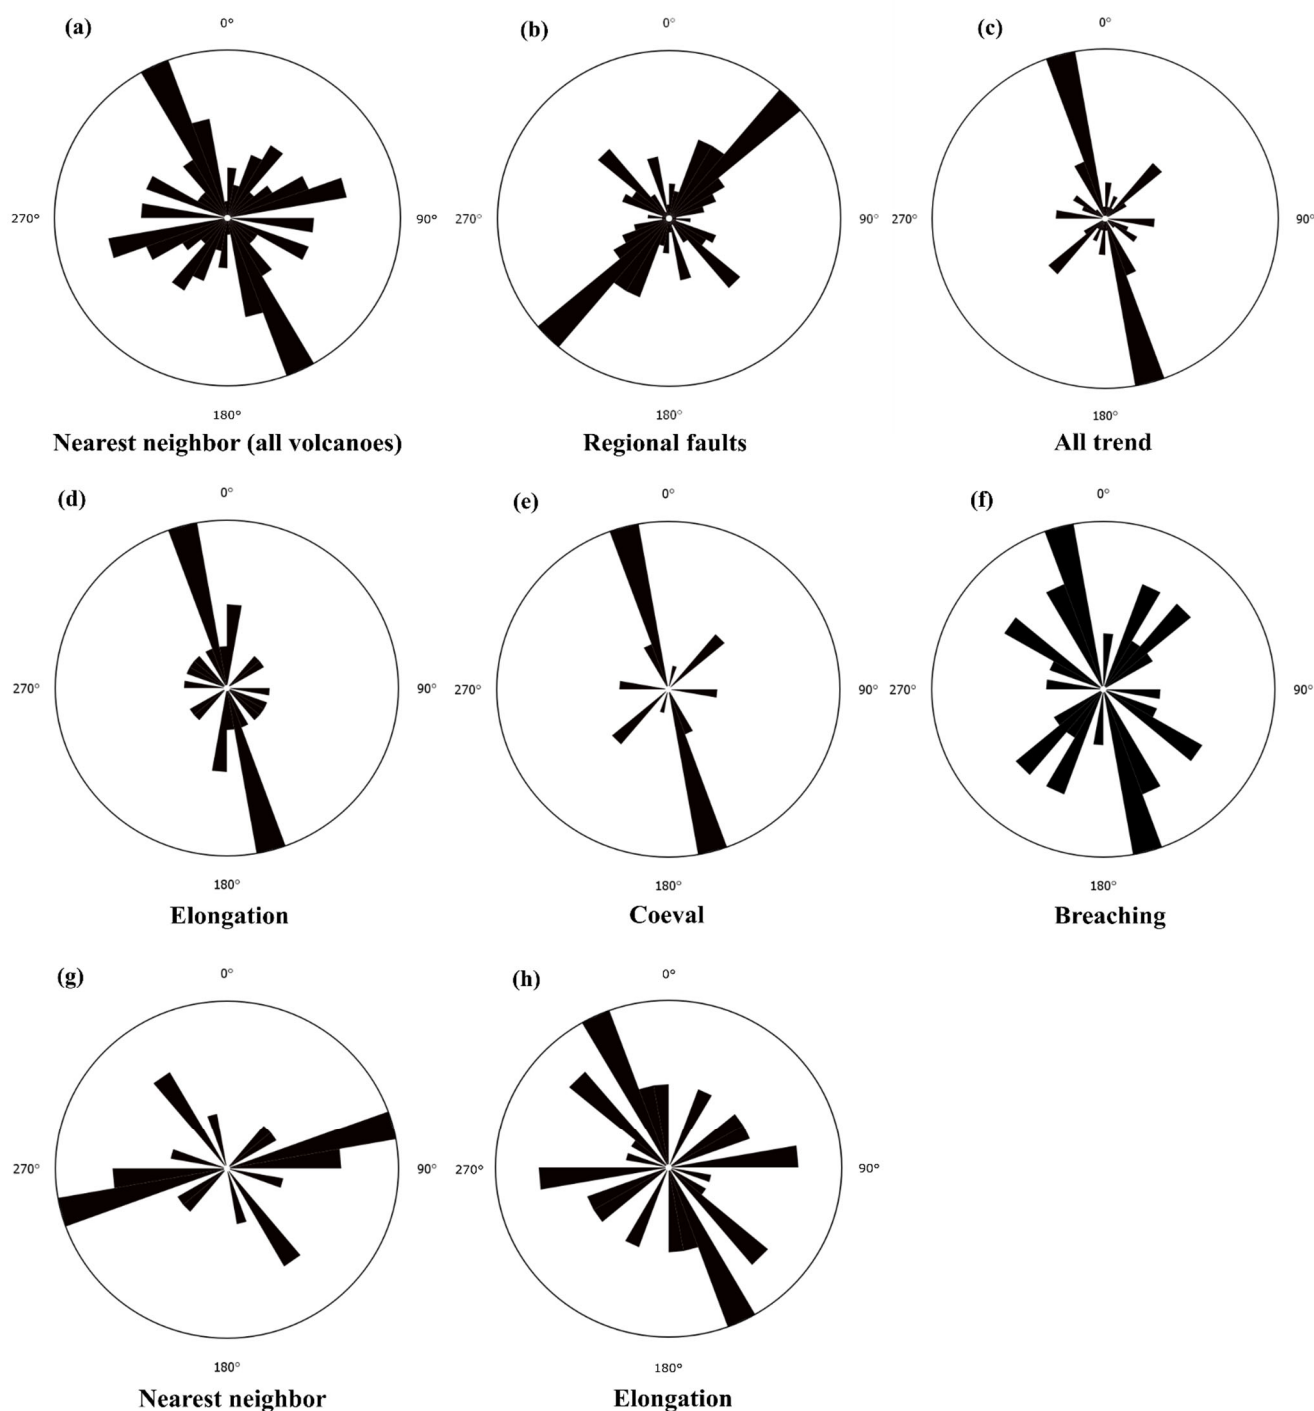 (a)
0°
270°
90°
180°
Nearest neighbor (all volcanoes)
(b)
0°
270°
90°
180°
Regional faults
(c)
0°
270°
90°
180°
All trend
(d)
0°
270°
90°
180°
Elongation
(e)
0°
270°
90°
180°
Coeval
(f)
0°
270°
90°
180°
Breaching
(g)
0°
270°
90°
180°
Nearest neighbor
(h)
0°
270°
90°
180°
Elongation